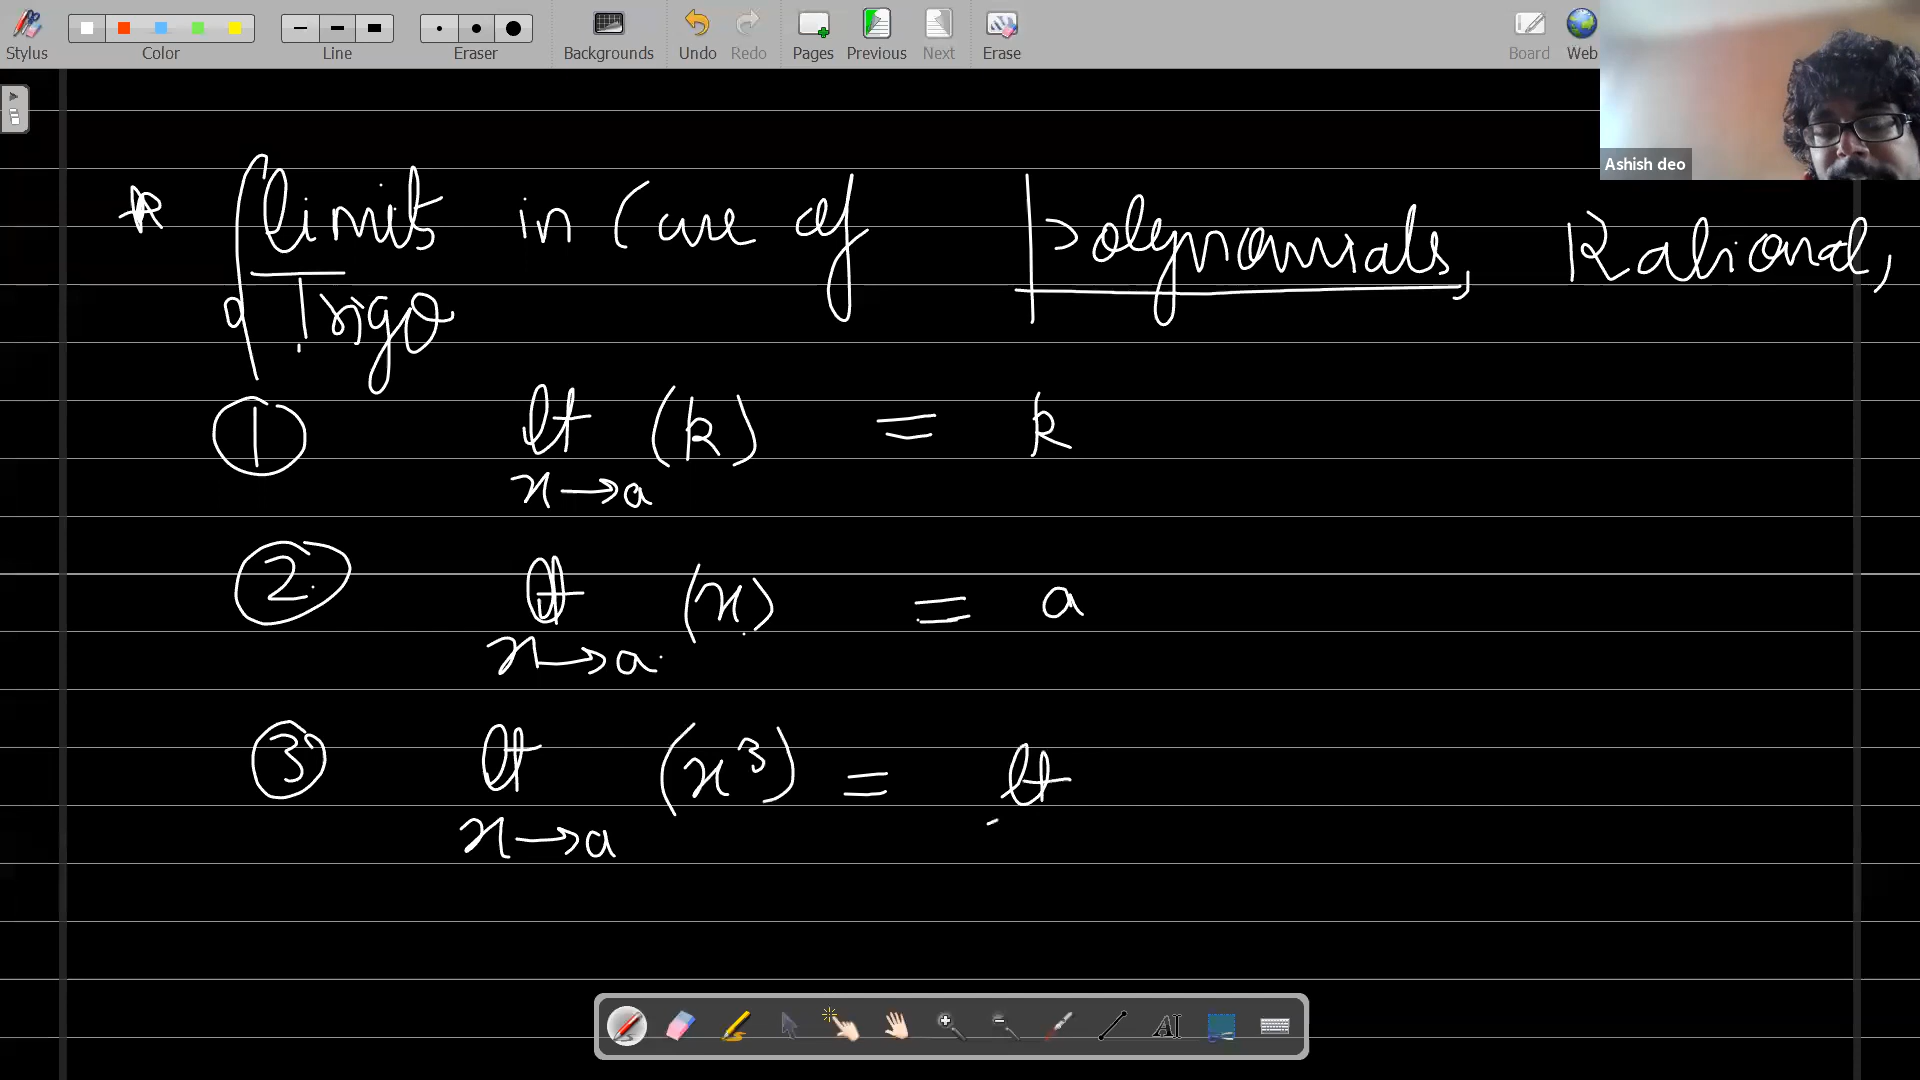 Stylus Color Line Eraser Backgrounds Undo Redo Pages Previous Next Erase Board Web
Ashish deo
* limits in Case of Polynomials, Rational,
Trigo
① lt (k) = k
x→a
② lt (x) = a
x→a
③ lt (x³) = lt
x→a